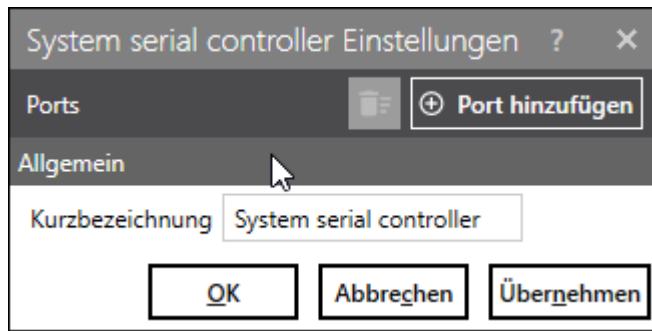 System serial controller Einstellungen ? ×
Ports ⊕ Port hinzufügen
Allgemein
Kurzbezeichnung System serial controller
OK Abbrechen Übernehmen